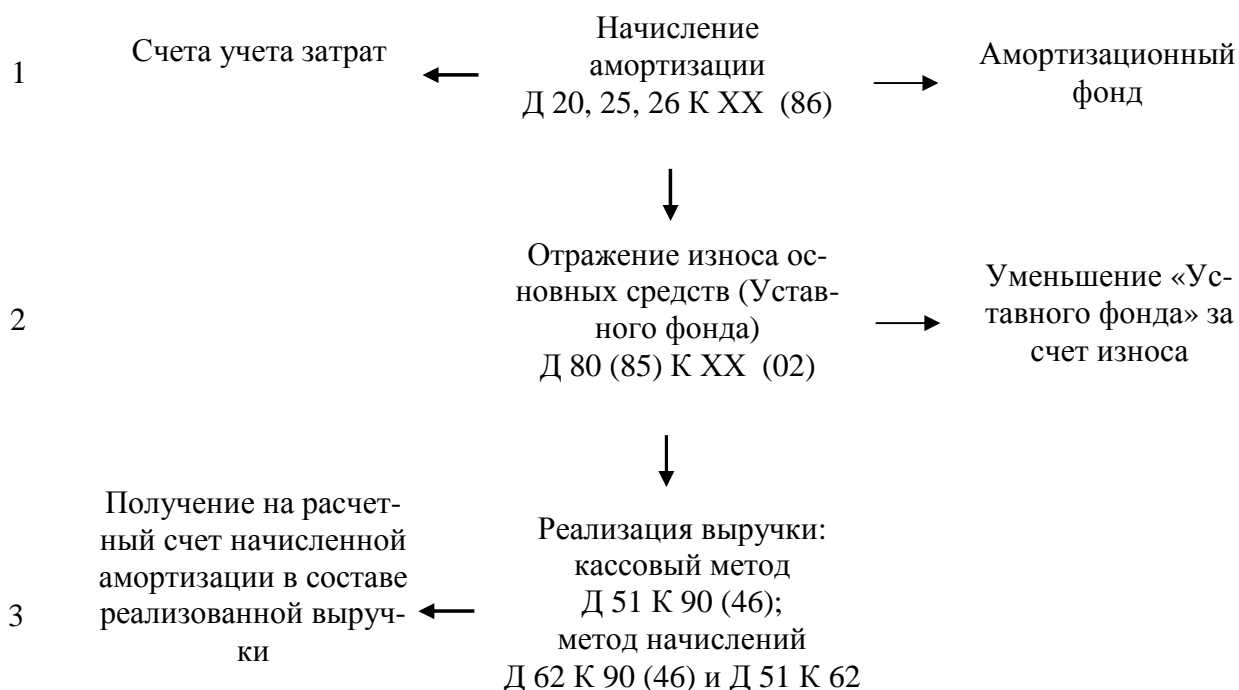 1
Счета учета затрат
Начисление
амортизации
Д 20, 25, 26 К ХХ (86)
Амортизационный
фонд
2
Отражение износа ос-
новных средств (Устав-
ного фонда)
Д 80 (85) К ХХ (02)
Уменьшение «Ус-
тавного фонда» за
счет износа
3
Получение на расчет-
ный счет начисленной
амортизации в составе
реализованной выруч-
ки
Реализация выручки:
кассовый метод
Д 51 К 90 (46);
метод начислений
Д 62 К 90 (46) и Д 51 К 62